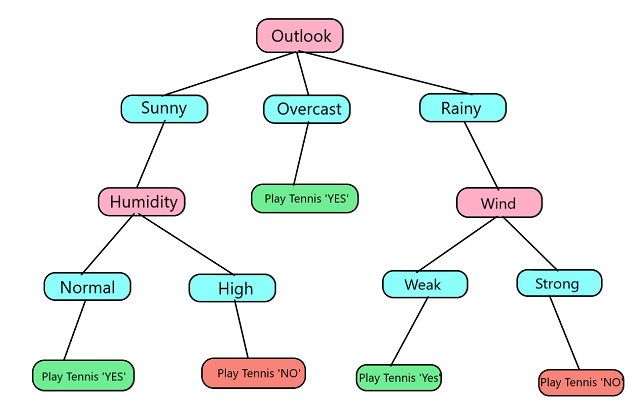 Outlook
Sunny
Overcast
Rainy
Play Tennis 'YES'
Humidity
Wind
Normal
High
Weak
Strong
Play Tennis 'YES'
Play Tennis 'NO'
Play Tennis 'Yes'
Play Tennis 'NO'